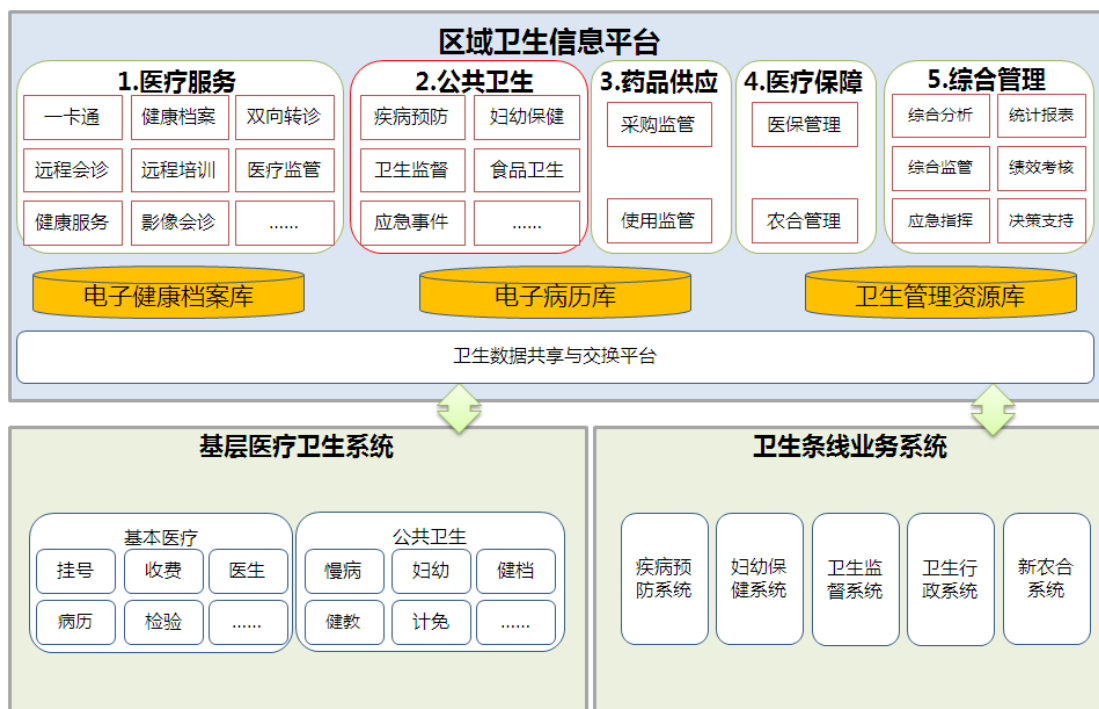 区域卫生信息平台
1.医疗服务
一卡通
健康档案
双向转诊
远程会诊
远程培训
医疗监管
健康服务
影像会诊
......
2.公共卫生
疾病预防
妇幼保健
卫生监督
食品卫生
应急事件
......
3.药品供应
采购监管
使用监管
4.医疗保障
医保管理
农合管理
5.综合管理
综合分析
统计报表
综合监管
绩效考核
应急指挥
决策支持
电子健康档案库
电子病历库
卫生管理资源库
卫生数据共享与交换平台
基层医疗卫生系统
基本医疗
挂号
收费
医生
病历
检验
......
公共卫生
慢病
妇幼
健档
健教
计免
......
卫生条线业务系统
疾病预
防系统
妇幼保
健系统
卫生监
督系统
卫生行
政系统
新农合
系统